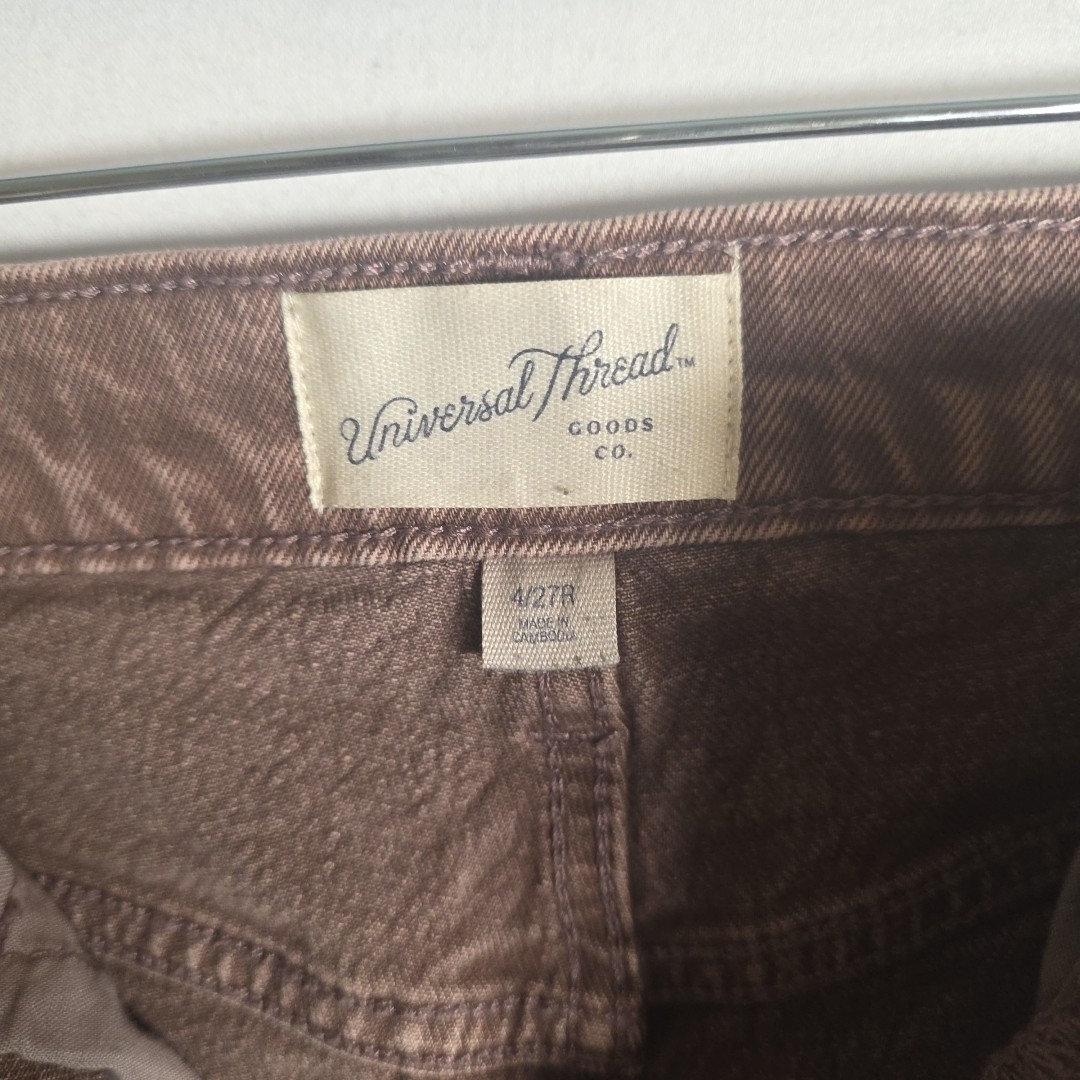 Universal Thread™
GOODS
CO.
4/27R
MADE IN
CAMBODIA